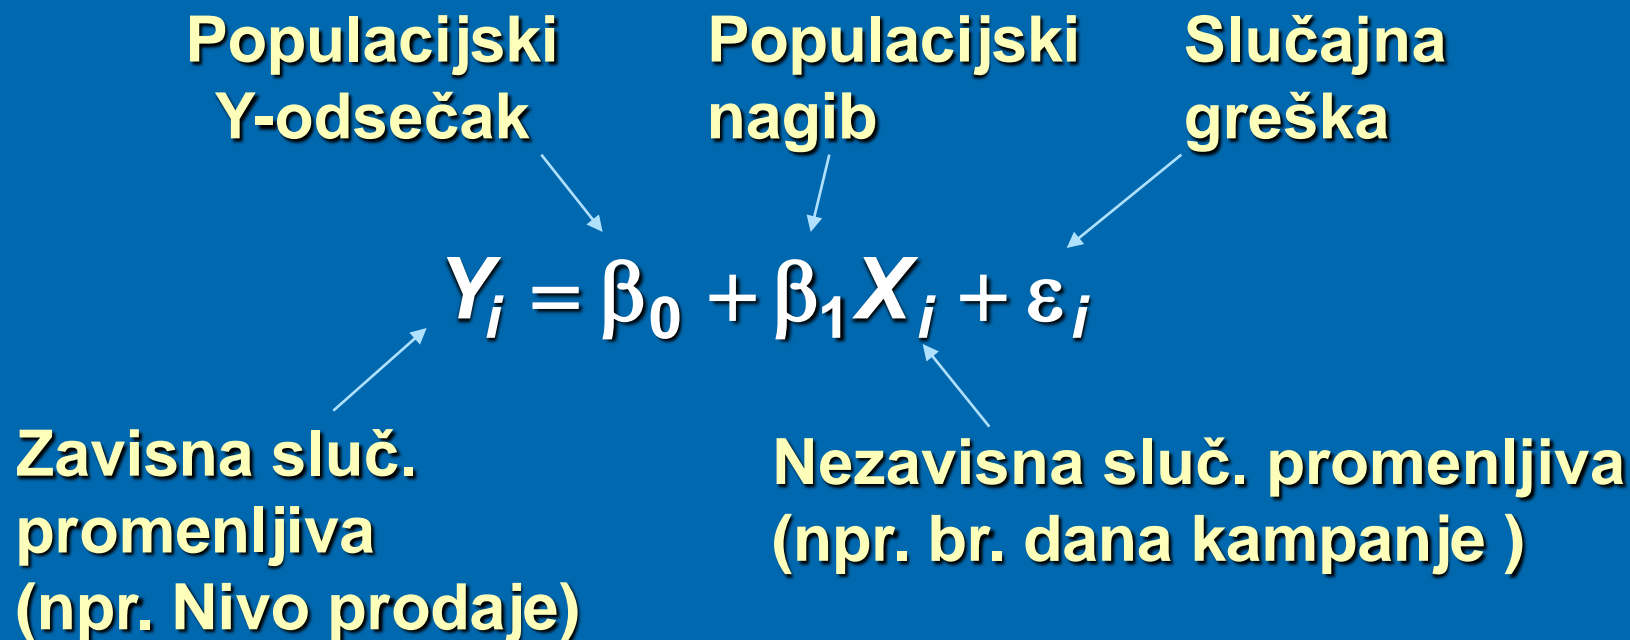 Populacijski
Y-odsečak
Populacijski
nagib
Slučajna
greška
Yᵢ = β₀ + β₁Xᵢ + εᵢ
Zavisna sluč.
promenljiva
(npr. Nivo prodaje)
Nezavisna sluč. promenljiva
(npr. br. dana kampanje )